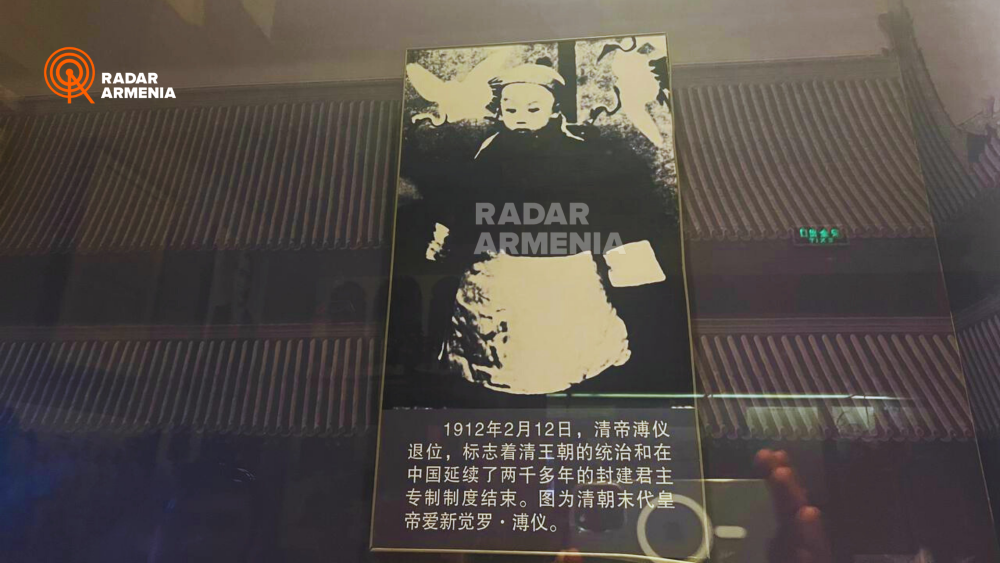 RADAR
ARMENIA
RADAR
ARMENIA
1912年2月12日，清帝溥仪
退位，标志着清王朝的统治和在
中国延续了两千多年的封建君主
专制制度结束。图为清朝末代皇
帝爱新觉罗·溥仪。